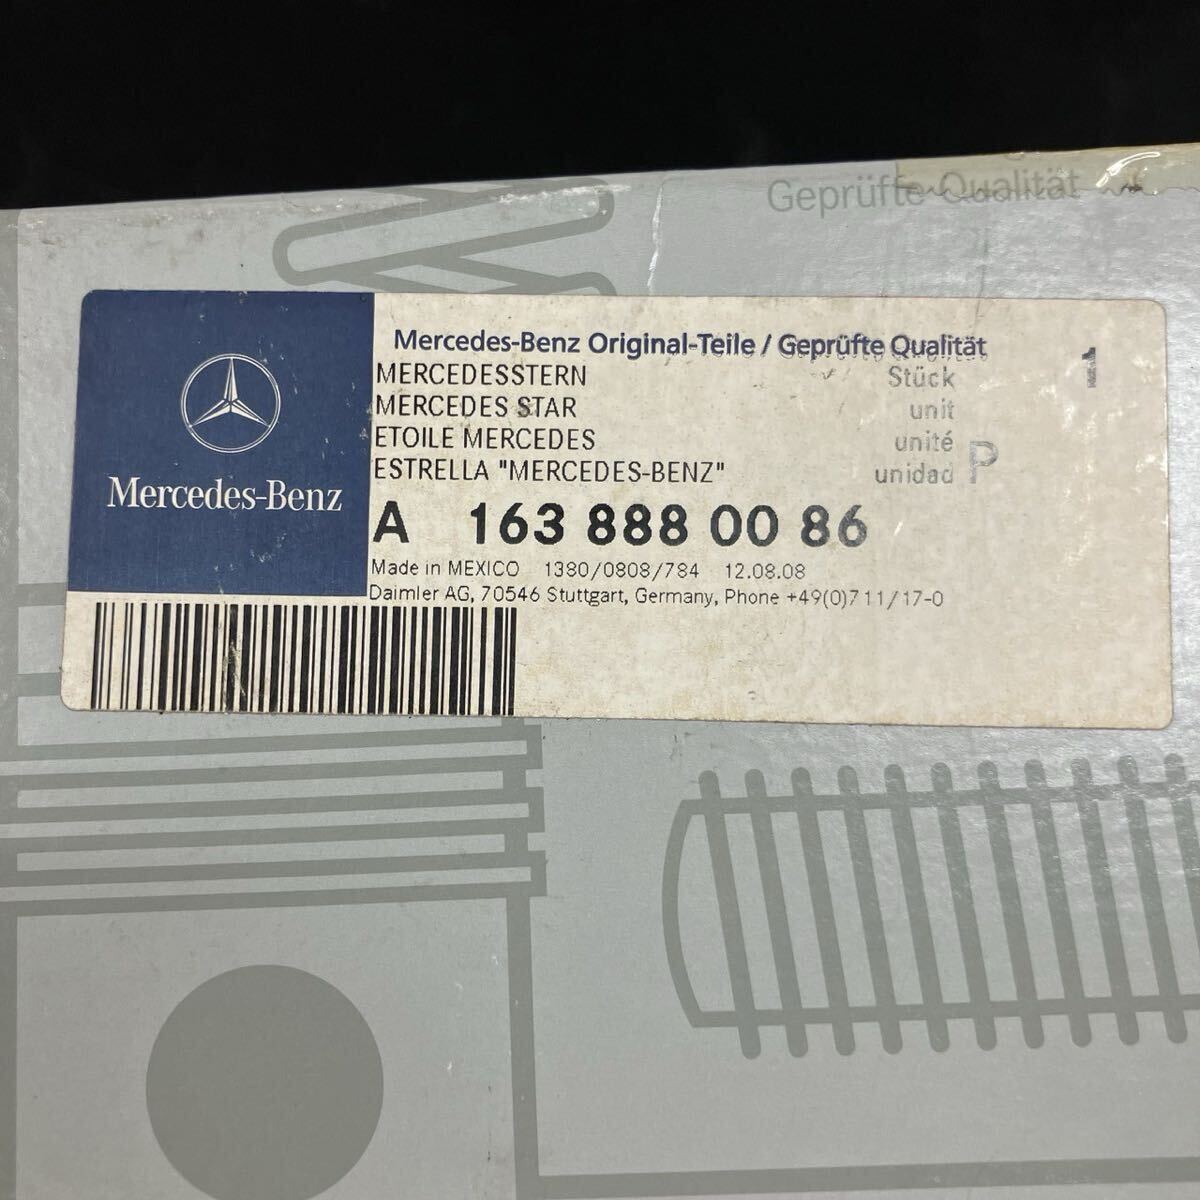 Geprüfte Qualität
Mercedes-Benz
Mercedes-Benz Original-Teile / Geprüfte Qualität
MERCEDESSTERN Stück 1
MERCEDES STAR unit
ETOILE MERCEDES unité
ESTRELLA "MERCEDES-BENZ" unidad P
A 163 888 00 86
Made in MEXICO 1380/0808/784 12.08.08
Daimler AG, 70546 Stuttgart, Germany, Phone +49(0)711/17-0